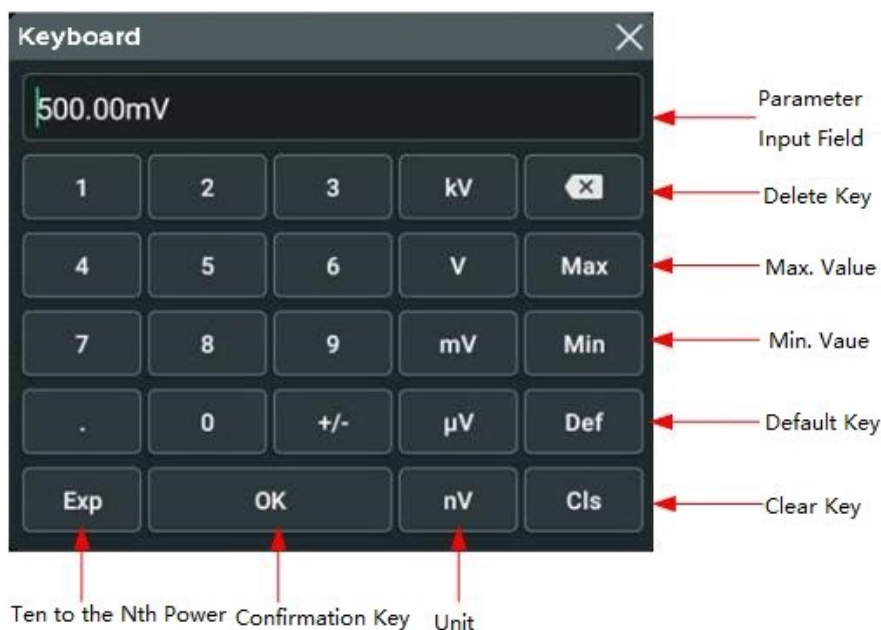 Keyboard
500.00mV
Parameter
Input Field
1 2 3 kV
Delete Key
4 5 6 V Max
Max. Value
7 8 9 mV Min
Min. Vaue
. 0 +/- μV Def
Default Key
Exp OK nV Cls
Clear Key
Ten to the Nth Power Confirmation Key Unit